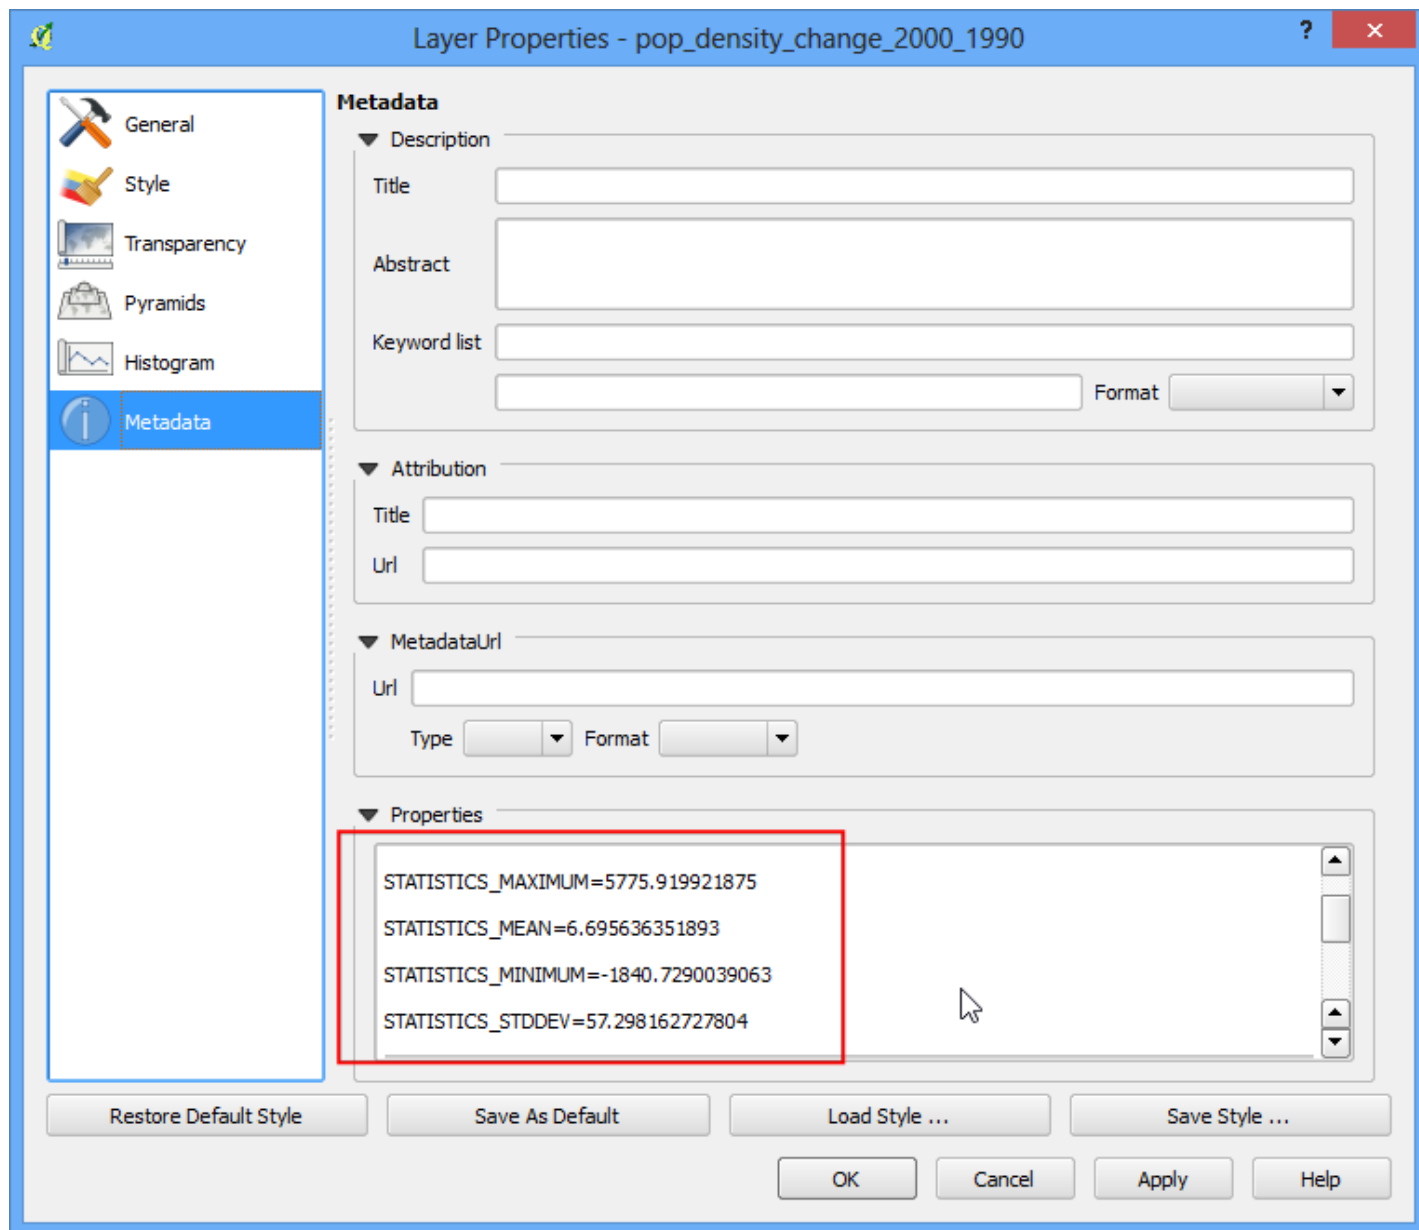 Layer Properties - pop_density_change_2000_1990
?
General
Style
Transparency
Pyramids
Histogram
Metadata
Metadata
Description
Title
Abstract
Keyword list
Format
Attribution
Title
Url
MetadataUrl
Url
Type Format
Properties
STATISTICS_MAXIMUM=5775.919921875
STATISTICS_MEAN=6.695636351893
STATISTICS_MINIMUM=-1840.7290039063
STATISTICS_STDDEV=57.298162727804
Restore Default Style Save As Default Load Style ... Save Style ...
OK Cancel Apply Help